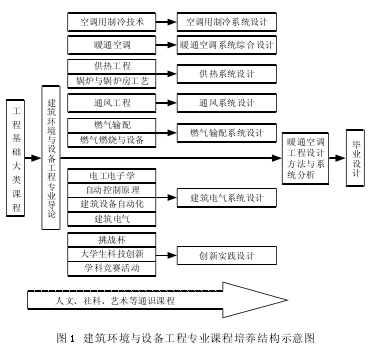 空调用制冷技术
空调用制冷系统设计
暖通空调
暖通空调系统综合设计
供热工程
锅炉与锅炉房工艺
供热系统设计
通风工程
通风系统设计
燃气输配
燃气燃烧与设备
燃气输配系统设计
工程基础大类课程
建筑环境与设备工程专业导论
暖通空调
工程设计
方法与系
统分析
毕业设计
电工电子学
自动控制原理
建筑设备自动化
建筑电气
建筑电气系统设计
挑战杯
大学生科技创新
学科竞赛活动
创新实践设计
人文、社科、艺术等通识课程
图1 建筑环境与设备工程专业课程培养结构示意图